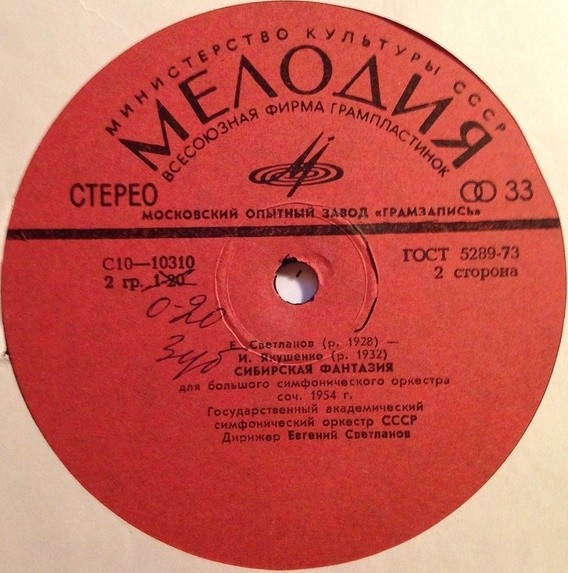 МИНИСТЕРСТВО КУЛЬТУРЫ СССР
МЕЛОДИЯ
ВСЕСОЮЗНАЯ ФИРМА ГРАМПЛАСТИНОК
СТЕРЕО 33
МОСКОВСКИЙ ОПЫТНЫЙ ЗАВОД «ГРАМЗАПИСЬ»
С10—10310 ГОСТ 5289-73
2 гр. 1-20 2 сторона
0-20
Е. Светланов (р. 1928) —
И. Якушенко (р. 1932)
СИБИРСКАЯ ФАНТАЗИЯ
для большого симфонического оркестра
соч. 1954 г.
Государственный академический
симфонический оркестр СССР
Дирижер Евгений Светланов